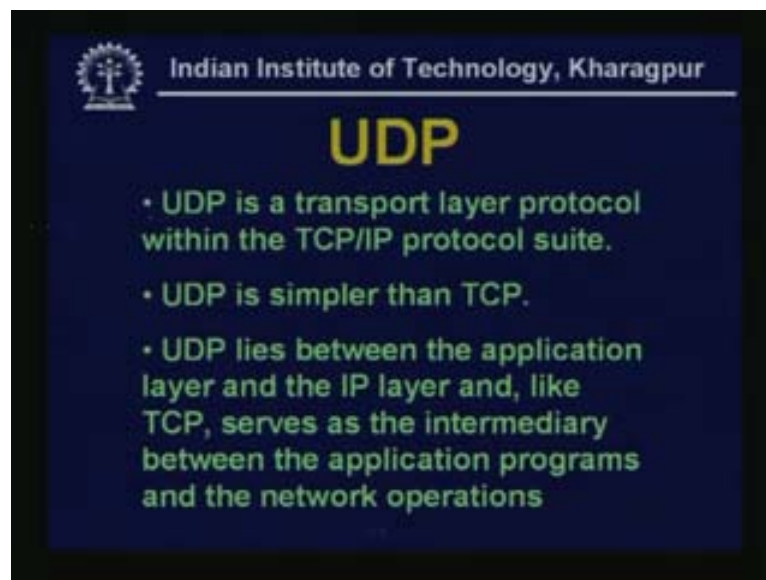 Indian Institute of Technology, Kharagpur
UDP
• UDP is a transport layer protocol
within the TCP/IP protocol suite.
• UDP is simpler than TCP.
• UDP lies between the application
layer and the IP layer and, like
TCP, serves as the intermediary
between the application programs
and the network operations